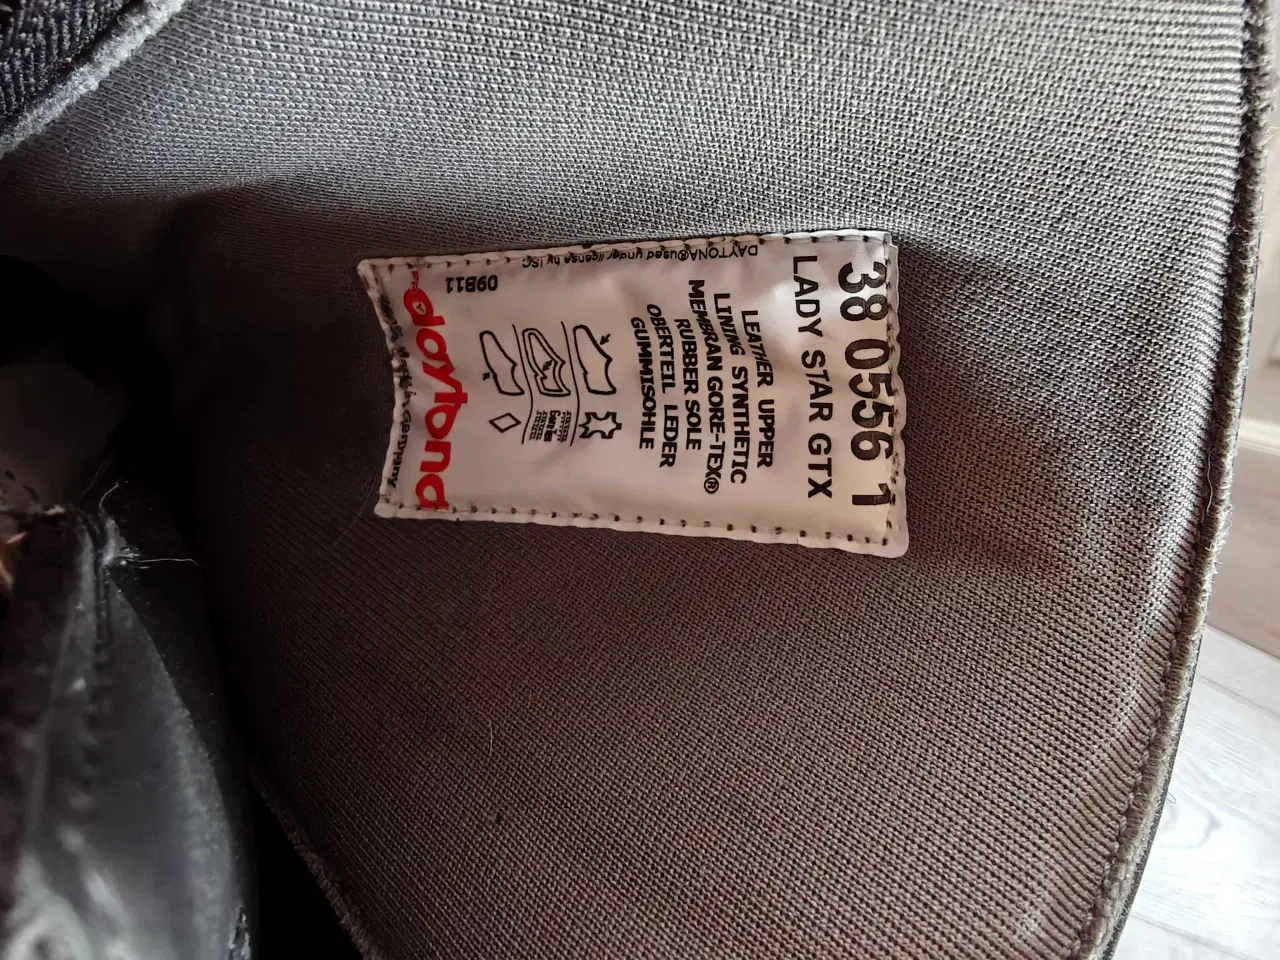 38 0556 1
LADY STAR GTX
LEATHER UPPER
LINING SYNTHETIC
MEMBRAN GORE-TEX®
RUBBER SOLE
OBERTEIL LEDER
GUMMISOHLE
daytona
Made in Germany
09B11
DAYTONA®used under license by ISC